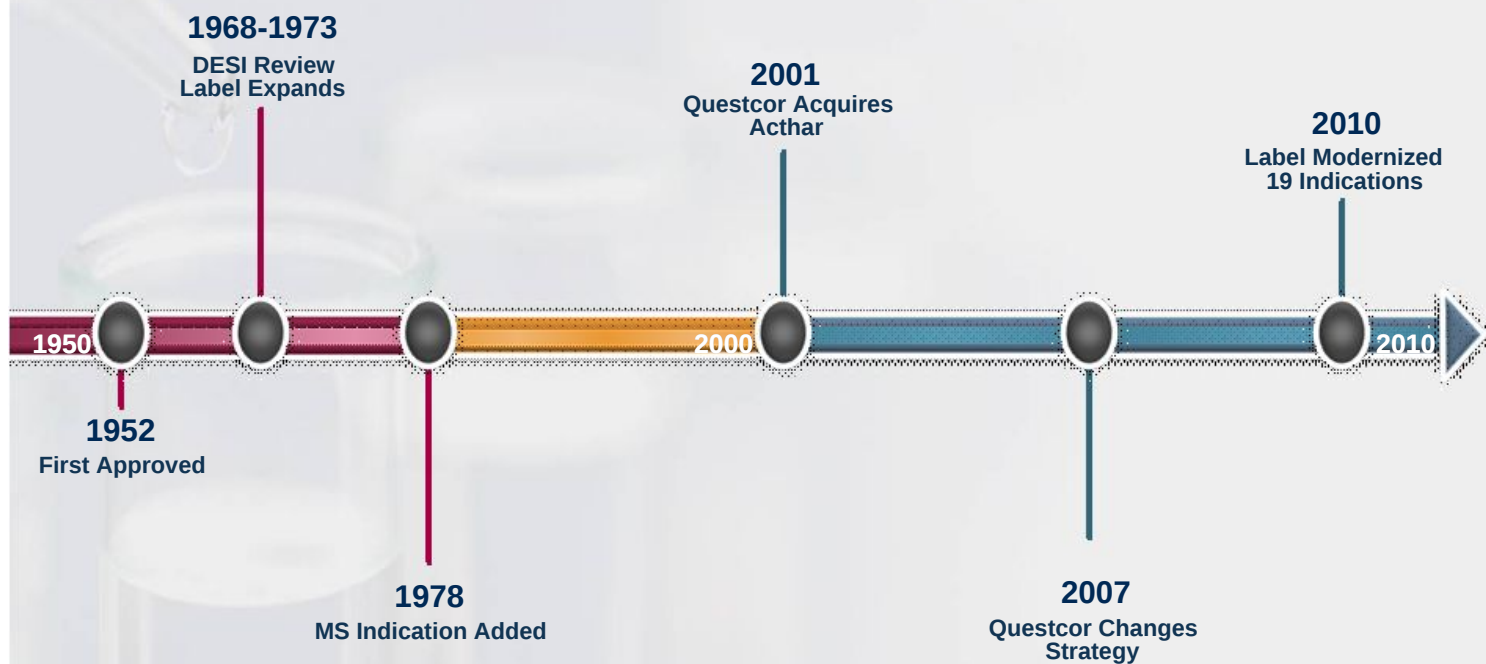 1968-1973
DESI Review
Label Expands
2001
Questcor Acquires
Acthar
2010
Label Modernized
19 Indications
1950
2000
2010
1952
First Approved
1978
MS Indication Added
2007
Questcor Changes
Strategy